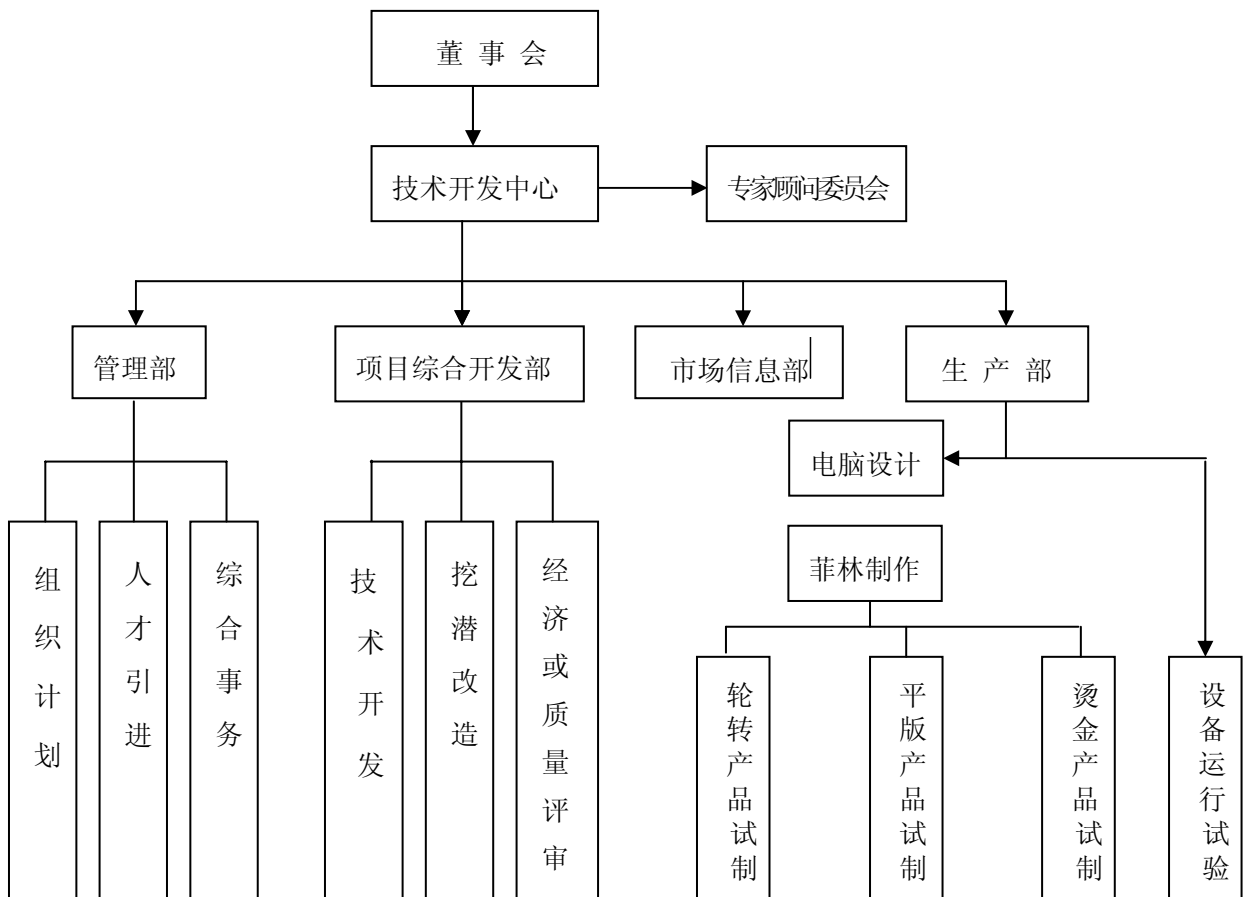 董 事 会
技术开发中心
专家顾问委员会
管理部
项目综合开发部
市场信息部
生 产 部
电脑设计
菲林制作
组织计划
人才引进
综合事务
技术开发
挖潜改造
经济或质量评审
轮转产品试制
平版产品试制
烫金产品试制
设备运行试验